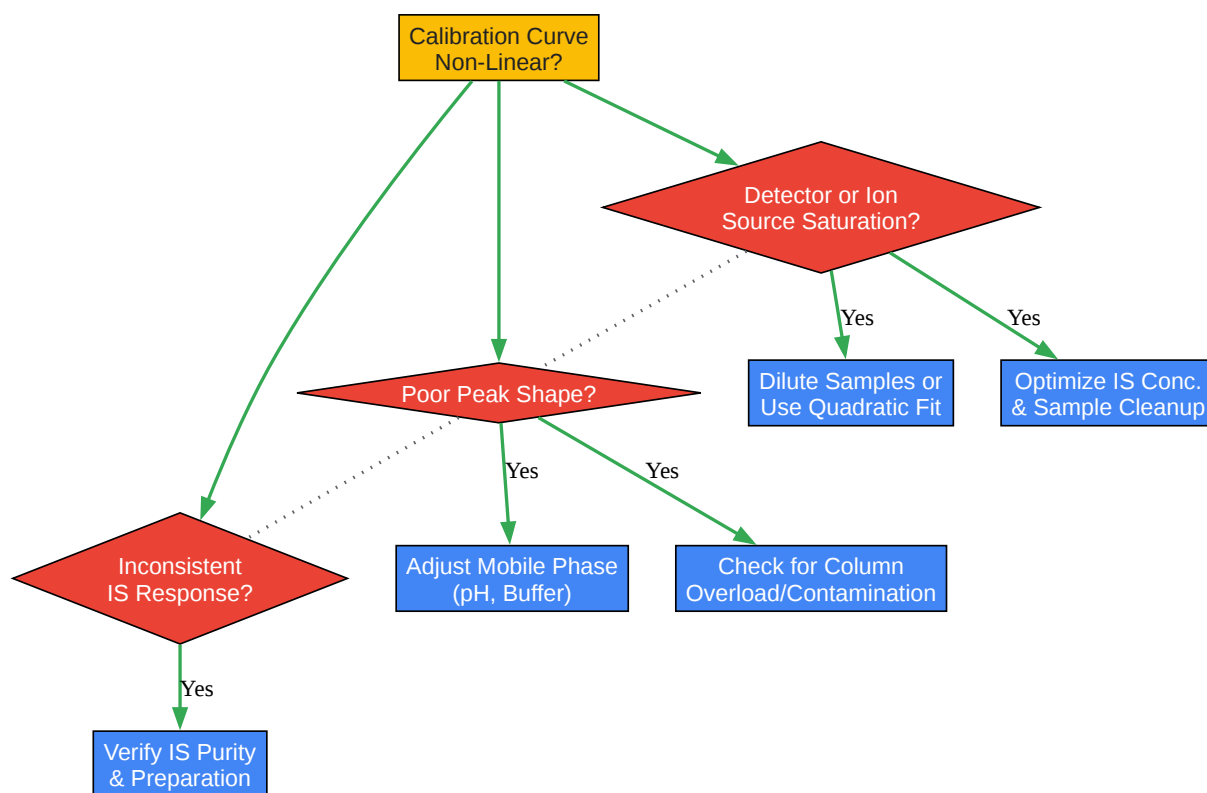 Calibration Curve
Non-Linear?
Detector or Ion
Source Saturation?
Yes
Yes
Dilute Samples or
Use Quadratic Fit
Optimize IS Conc.
& Sample Cleanup
Poor Peak Shape?
Yes
Yes
Adjust Mobile Phase
(pH, Buffer)
Check for Column
Overload/Contamination
Inconsistent
IS Response?
Yes
Verify IS Purity
& Preparation